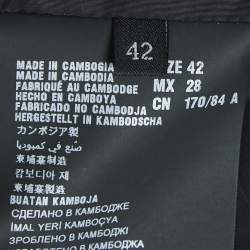 42
MADE IN CAMBOGIA
MADE IN CAMBODIA
FABRIQUÉ AU CAMBODGE
HECHO EN CAMBOYA
FABRICADO NO CAMBODJA
HERGESTELLT IN KAMBODSCHA
カンボジア製
صنع في كمبوديا
柬埔寨製造
캄보디아 제
柬埔寨制造
BUATAN KAMBOJA
СДЕЛАНО В КАМБОДЖЕ
İMAL YERİ KAMBOÇYA
ЗРОБЛЕНО В КАМБОДЖІ
ZE 42
MX 28
CN 170/84 A